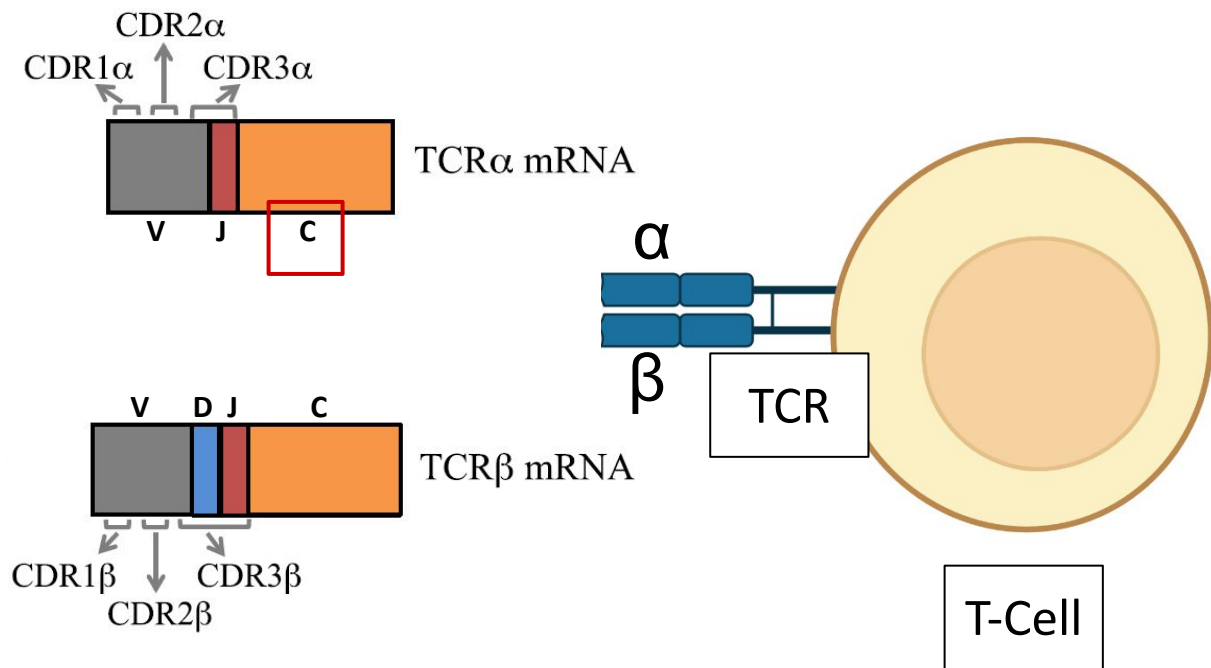 CDR2α
CDR1α
CDR3α
TCRα mRNA
V
J
C
α
β
TCR
V
D
J
C
TCRβ mRNA
CDR1β
CDR3β
CDR2β
T-Cell